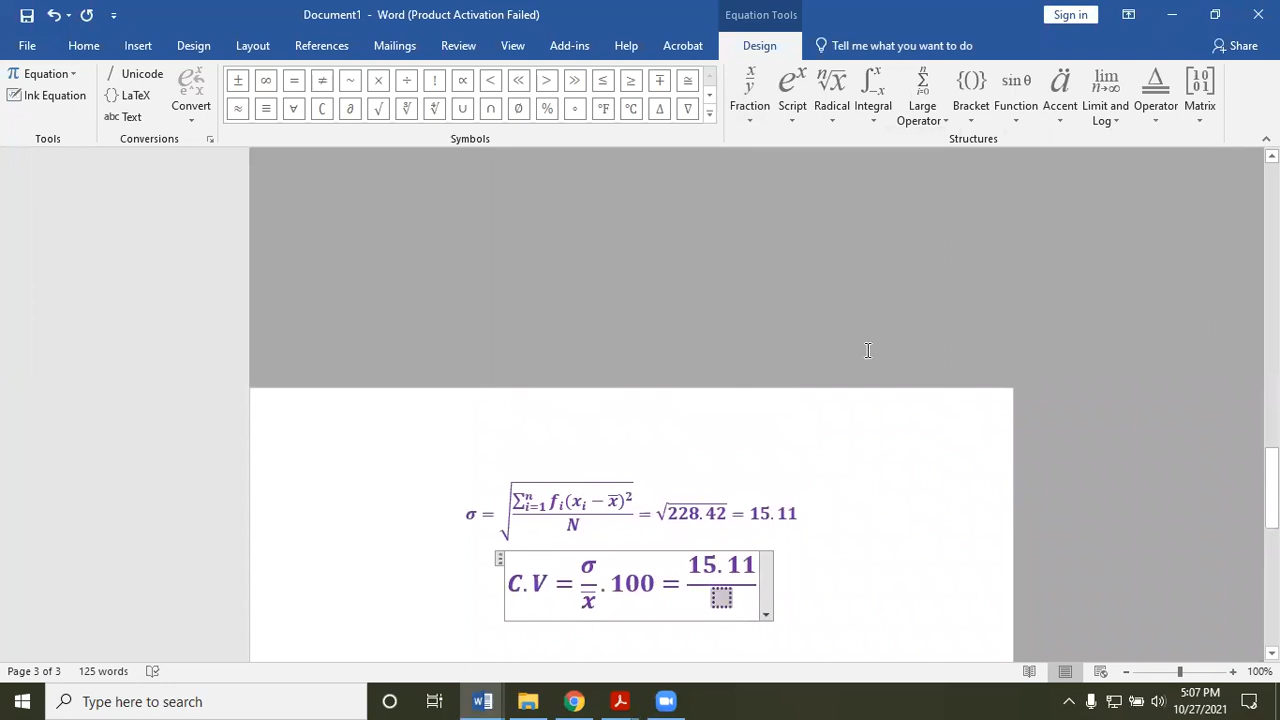 Document1 - Word (Product Activation Failed)
Equation Tools
Sign in
File Home Insert Design Layout References Mailings Review View Add-ins Help Acrobat Design Tell me what you want to do Share
Equation
Ink Equation
Tools
Unicode
LaTeX
abc Text
Convert
Conversions
± ∞ = ≠ ~ × ÷ ! ∝ < ≪ > ≫ ≤ ≥ ∓ ≅
≈ ≡ ∀ ∁ ∂ √ ∛ ∜ ∪ ∩ ∅ % ° °F °C ∆ ∇
Symbols
Fraction Script Radical Integral Large Operator Bracket Function Accent Limit and Log Operator Matrix
Structures
σ = √(∑ⁿᵢ₌₁ fᵢ(xᵢ − x̄)² / N) = √228.42 = 15.11
C.V = σ/x̄ . 100 = 15.11/
Page 3 of 3 125 words 100%
Type here to search
5:07 PM
10/27/2021